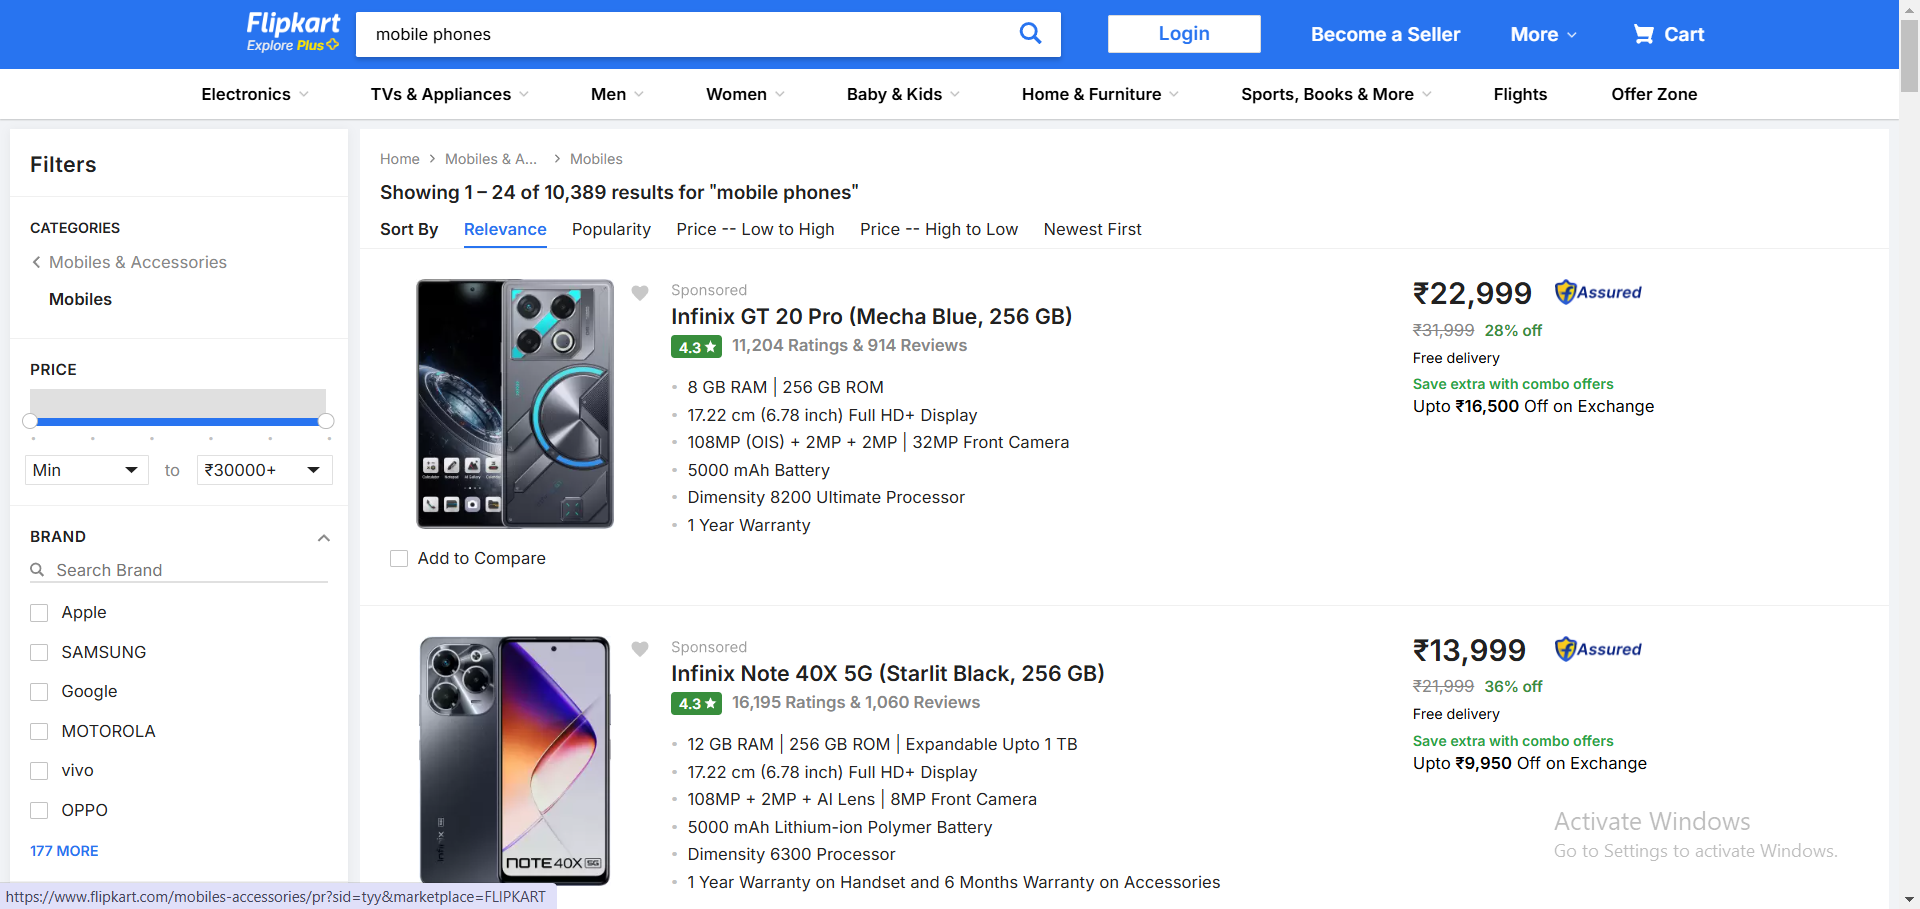 Flipkart
Explore Plus
mobile phones
Login
Become a Seller
More
Cart
Electronics
TVs & Appliances
Men
Women
Baby & Kids
Home & Furniture
Sports, Books & More
Flights
Offer Zone
Filters
CATEGORIES
Mobiles & Accessories
Mobiles
PRICE
Min
to
₹30000+
BRAND
Search Brand
Apple
SAMSUNG
Google
MOTOROLA
vivo
OPPO
177 MORE
Home
Mobiles & A...
Mobiles
Showing 1 – 24 of 10,389 results for "mobile phones"
Sort By
Relevance
Popularity
Price -- Low to High
Price -- High to Low
Newest First
Add to Compare
Sponsored
Infinix GT 20 Pro (Mecha Blue, 256 GB)
4.3
11,204 Ratings & 914 Reviews
8 GB RAM | 256 GB ROM
17.22 cm (6.78 inch) Full HD+ Display
108MP (OIS) + 2MP + 2MP | 32MP Front Camera
5000 mAh Battery
Dimensity 8200 Ultimate Processor
1 Year Warranty
₹22,999
Assured
₹31,999 28% off
Free delivery
Save extra with combo offers
Upto ₹16,500 Off on Exchange
Infinix
NOTE 40X 5G
Sponsored
Infinix Note 40X 5G (Starlit Black, 256 GB)
4.3
16,195 Ratings & 1,060 Reviews
12 GB RAM | 256 GB ROM | Expandable Upto 1 TB
17.22 cm (6.78 inch) Full HD+ Display
108MP + 2MP + AI Lens | 8MP Front Camera
5000 mAh Lithium-ion Polymer Battery
Dimensity 6300 Processor
1 Year Warranty on Handset and 6 Months Warranty on Accessories
₹13,999
Assured
₹21,999 36% off
Free delivery
Save extra with combo offers
Upto ₹9,950 Off on Exchange
Activate Windows
Go to Settings to activate Windows.
https://www.flipkart.com/mobiles-accessories/pr?sid=tyy&marketplace=FLIPKART